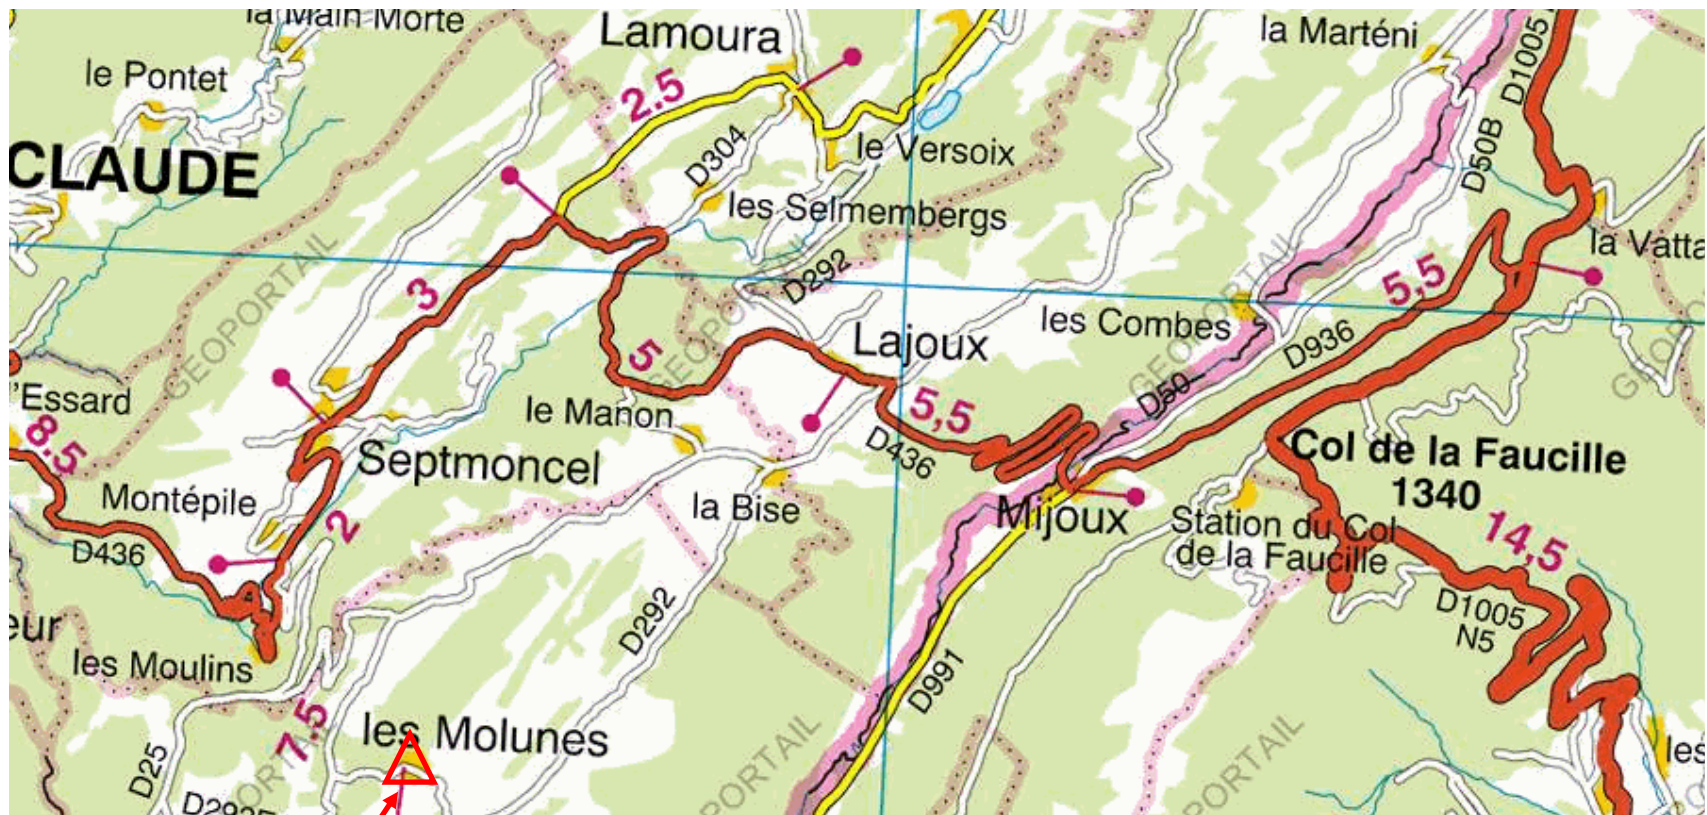 la Main Morte
Lamoura
la Marténi
D1005
le Pontet
2.5
CLAUDE
D304
le Versoix
D50B
les Selmembergs
GEOPORTAIL
D292
la Vatta
3
5,5
les Combes
GEOPORTAIL
GEOPORTAIL
Lajoux
D936
5
l'Essard
le Manon
5,5
D50
8.5
D436
Col de la Faucille
1340
Septmoncel
Montépile
la Bise
Mijoux
Station du Col
de la Faucille
14,5
2
D436
D1005
N5
eur
les Moulins
D292
D991
7.5
les Molunes
D25
les
D293E
PORTAIL
PORTAIL
PORTAIL